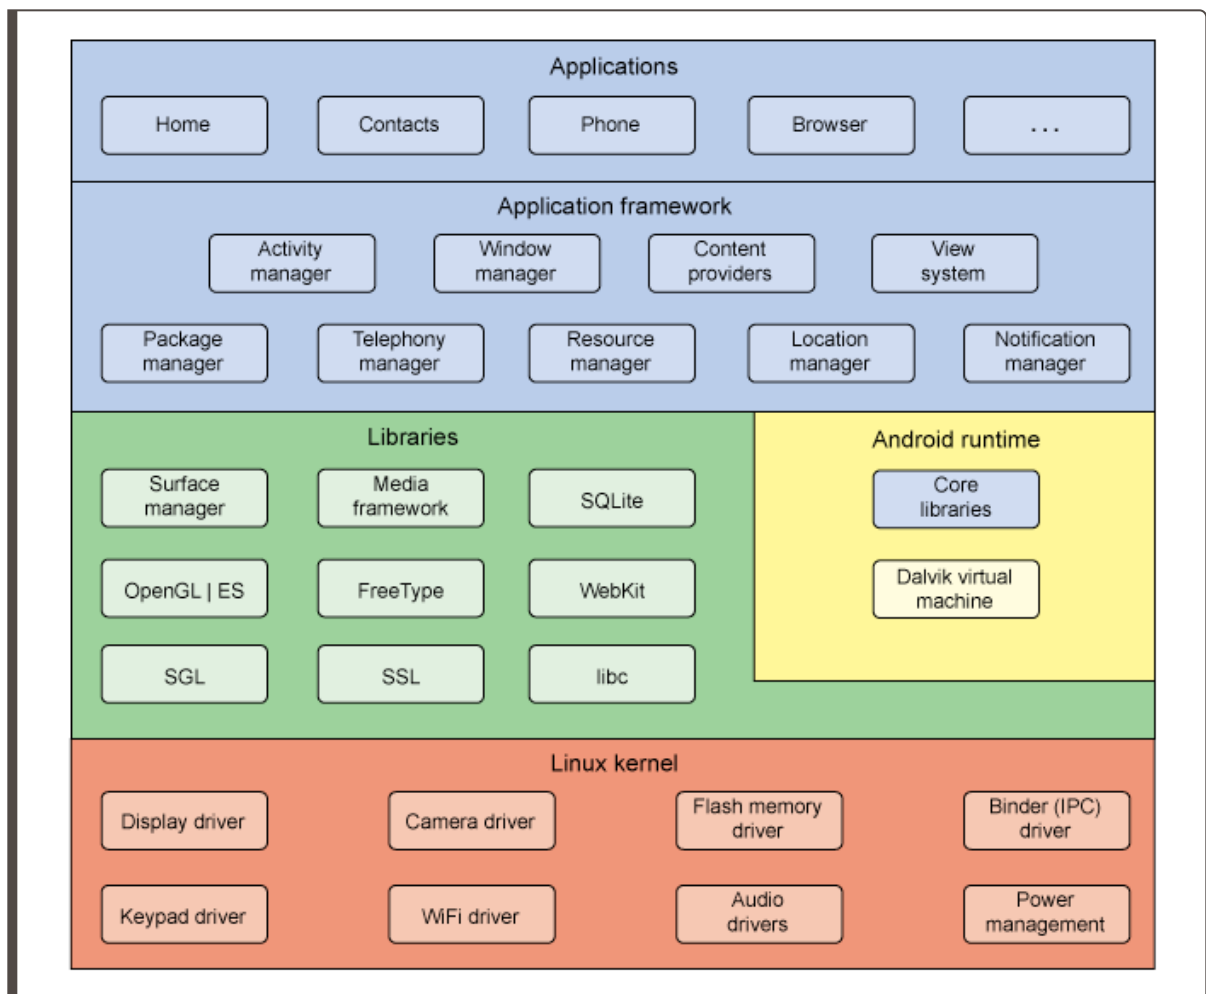 Applications
Home
Contacts
Phone
Browser
...
Application framework
Activity
manager
Window
manager
Content
providers
View
system
Package
manager
Telephony
manager
Resource
manager
Location
manager
Notification
manager
Libraries
Surface
manager
Media
framework
SQLite
OpenGL | ES
FreeType
WebKit
SGL
SSL
libc
Android runtime
Core
libraries
Dalvik virtual
machine
Linux kernel
Display driver
Camera driver
Flash memory
driver
Binder (IPC)
driver
Keypad driver
WiFi driver
Audio
drivers
Power
management